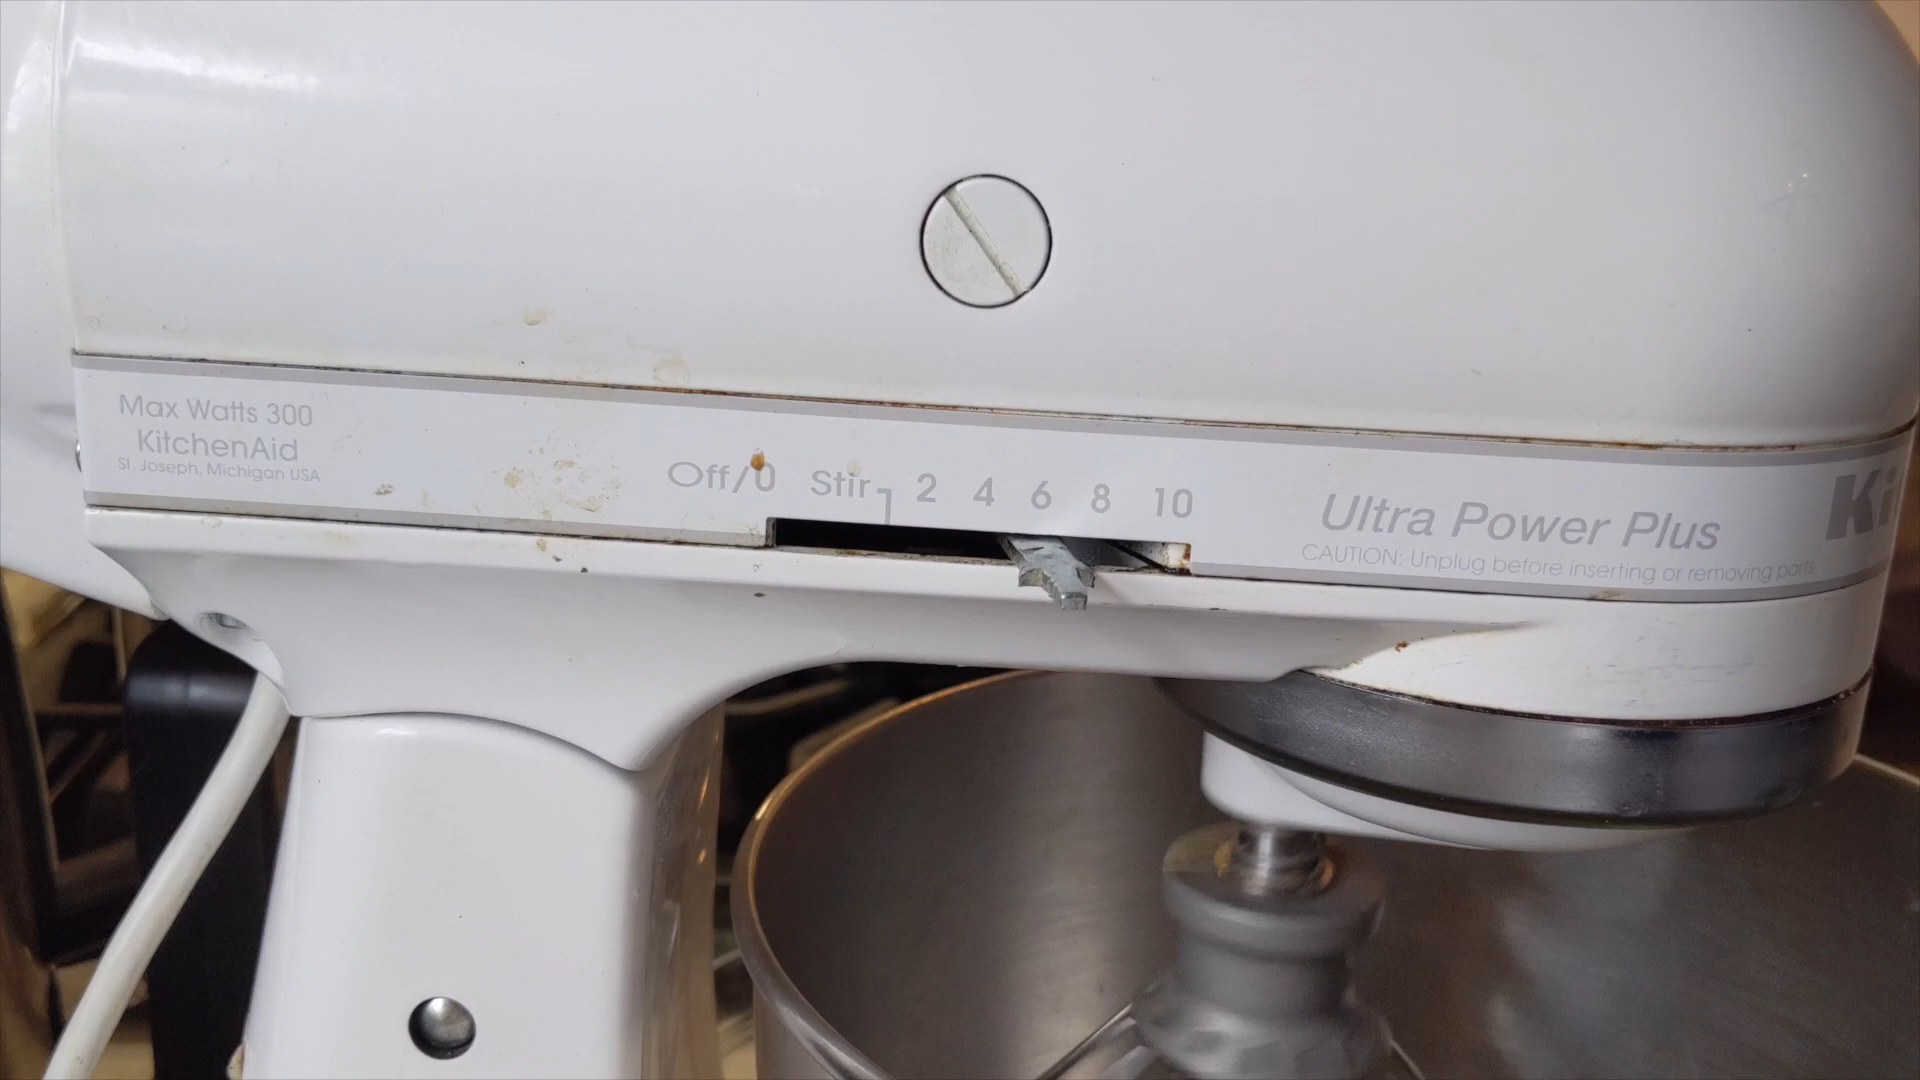 Max Watts 300
KitchenAid
St. Joseph, Michigan USA
Off/0 Stir 2 4 6 8 10
Ultra Power Plus
CAUTION: Unplug before inserting or removing parts.
Ki